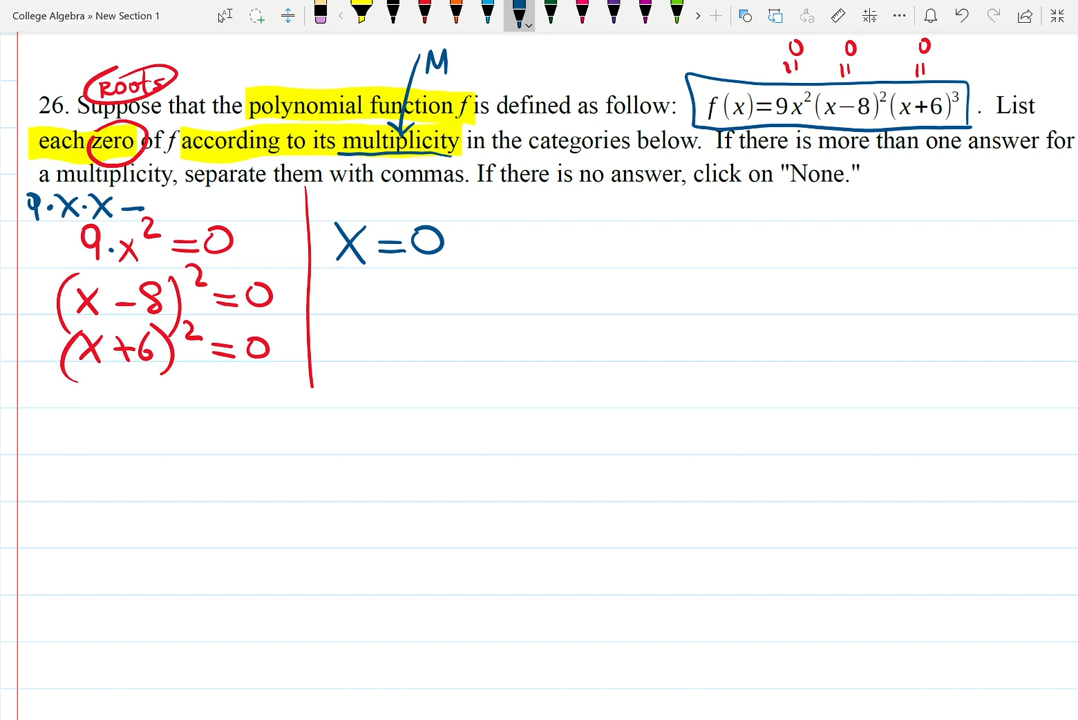 College Algebra » New Section 1
0 0 0
M
Roots
26. Suppose that the polynomial function f is defined as follow: f(x)=9x²(x−8)²(x+6)³ . List
each zero of f according to its multiplicity in the categories below. If there is more than one answer for
a multiplicity, separate them with commas. If there is no answer, click on "None."
9·x·x −
9·x² = 0
x = 0
(x − 8)² = 0
(x + 6)² = 0